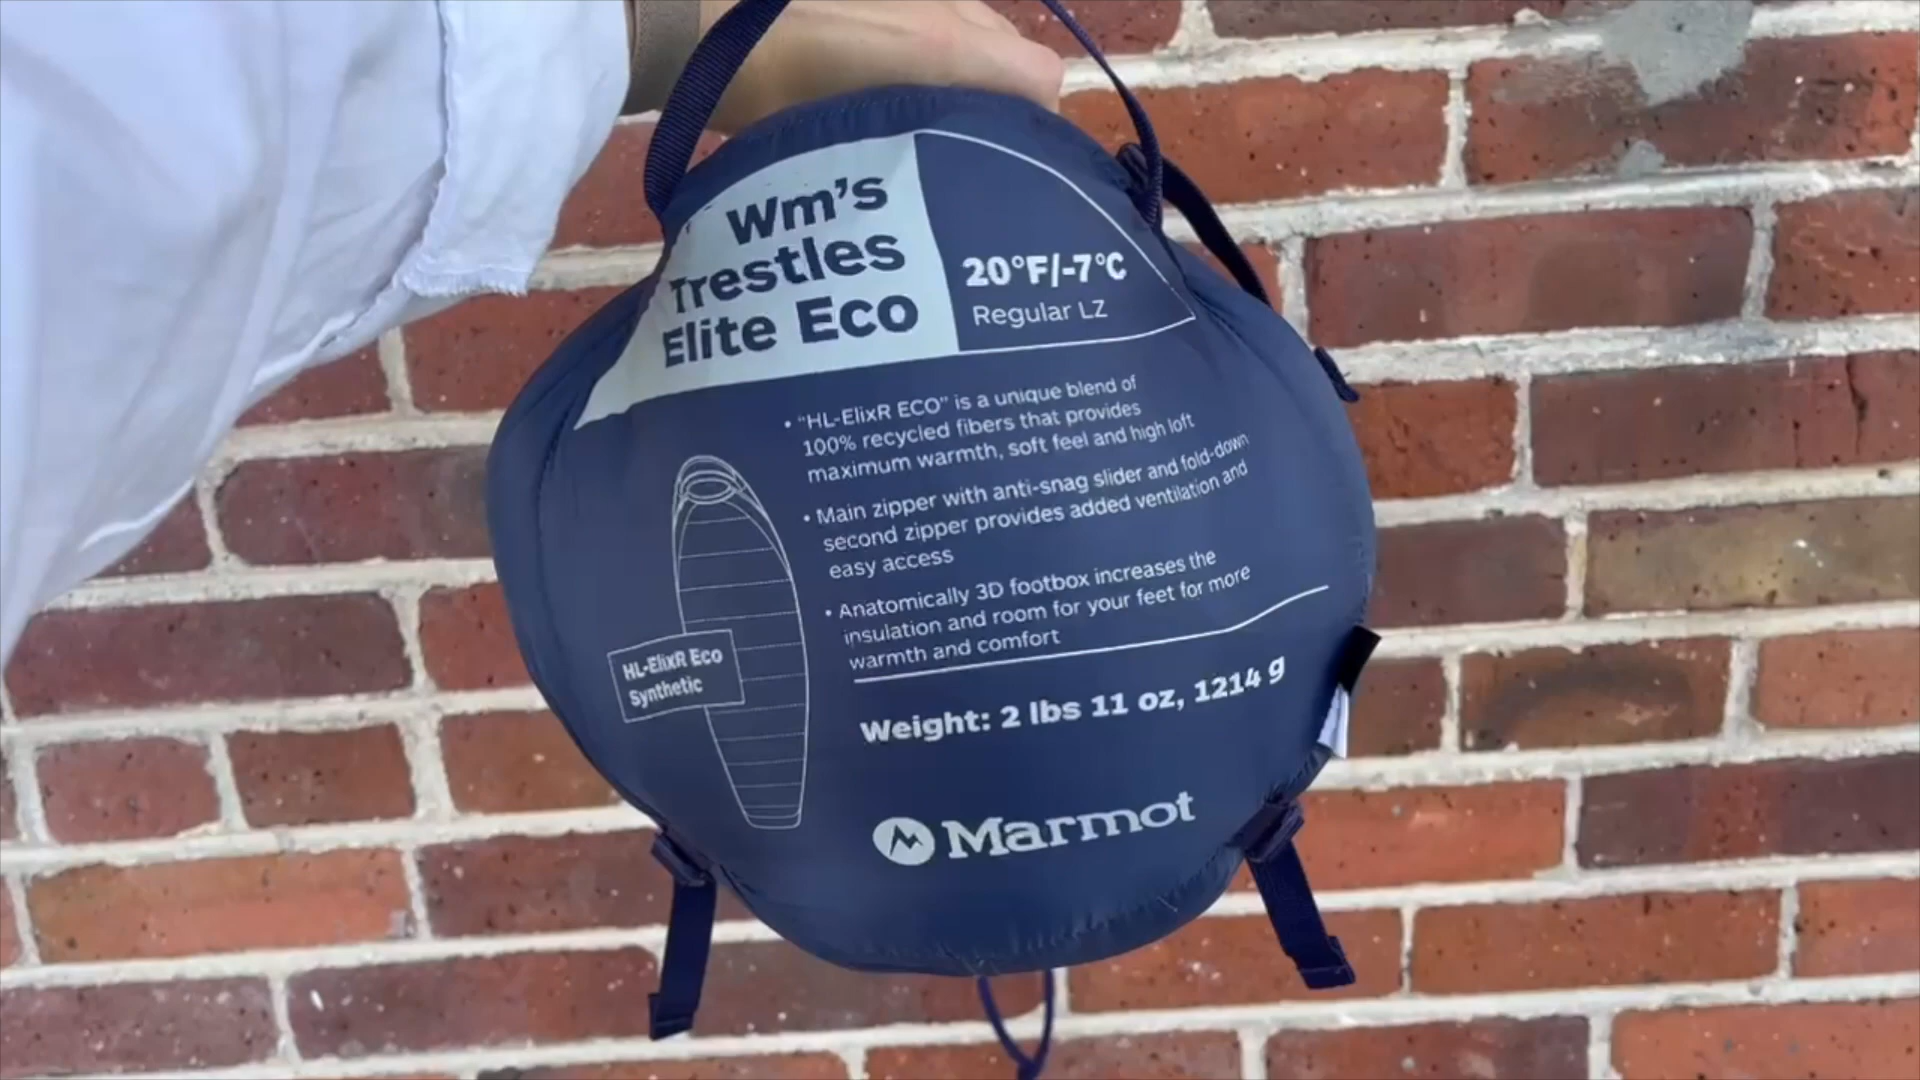 Wm's
Trestles
Elite Eco
20°F/-7°C
Regular LZ
• "HL-ElixR ECO" is a unique blend of
100% recycled fibers that provides
maximum warmth, soft feel and high loft
• Main zipper with anti-snag slider and fold-down
second zipper provides added ventilation and
easy access
• Anatomically 3D footbox increases the
insulation and room for your feet for more
warmth and comfort
HL-ElixR Eco
Synthetic
Weight: 2 lbs 11 oz, 1214 g
Marmot